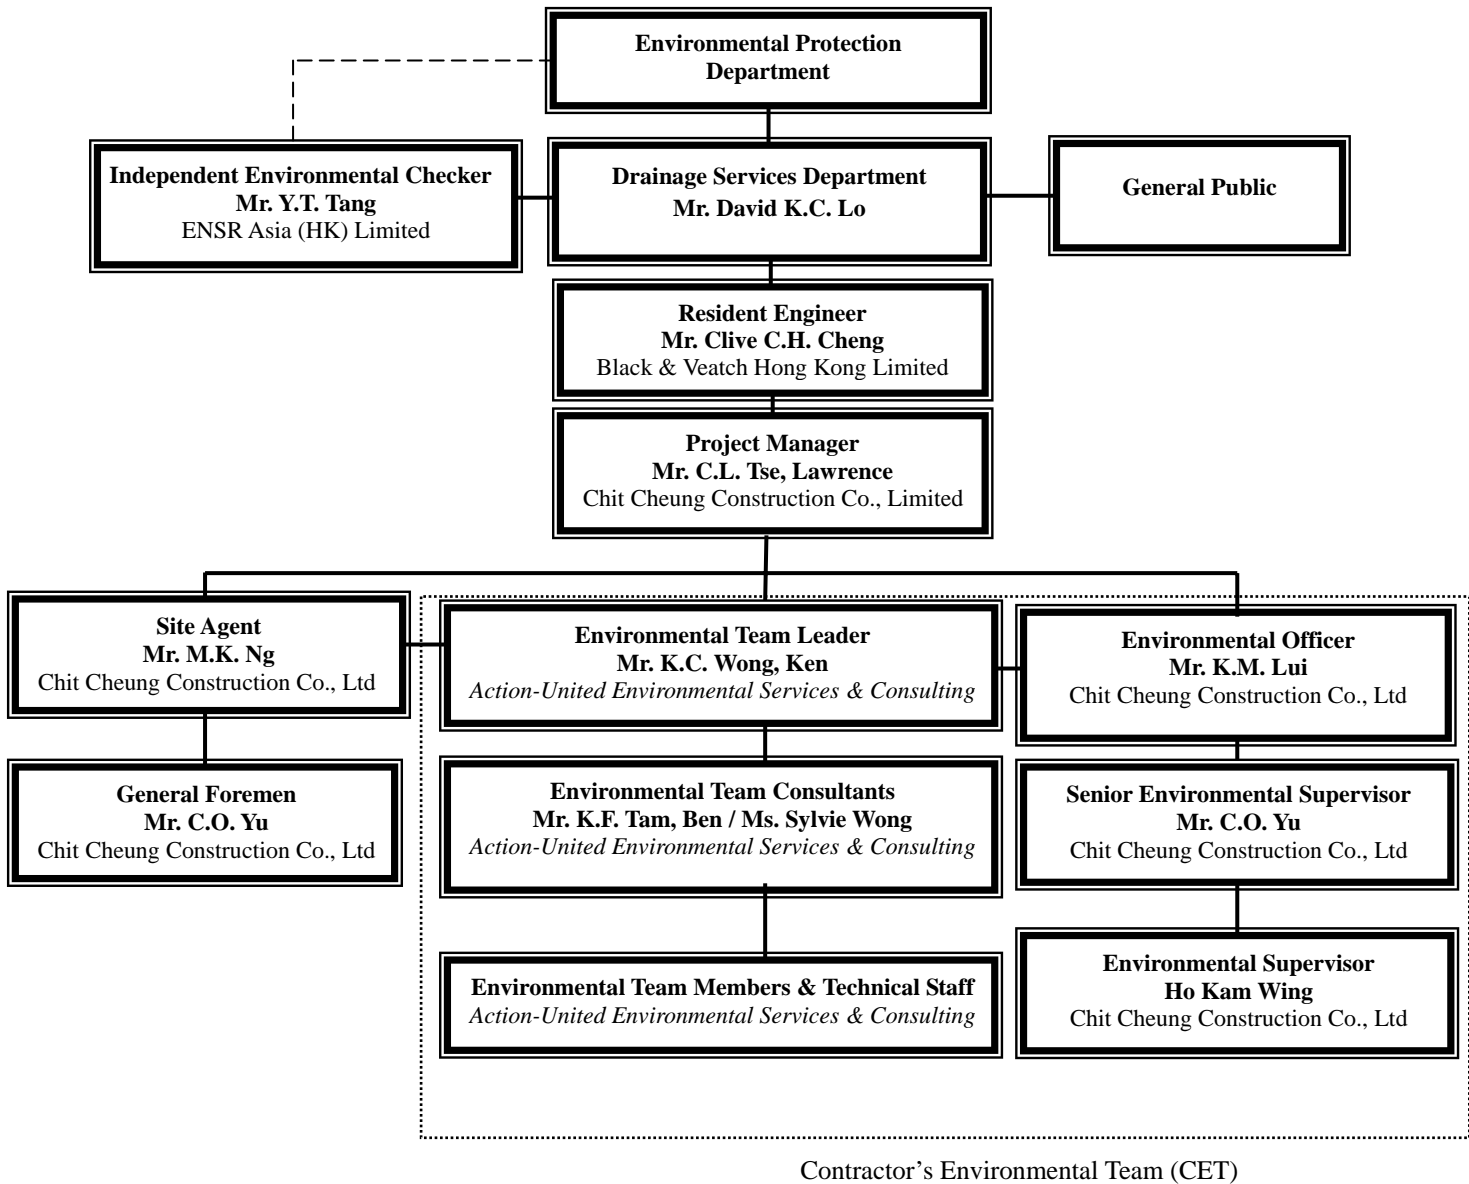 Environmental Protection
Department
Independent Environmental Checker
Mr. Y.T. Tang
ENSR Asia (HK) Limited
Drainage Services Department
Mr. David K.C. Lo
General Public
Resident Engineer
Mr. Clive C.H. Cheng
Black & Veatch Hong Kong Limited
Project Manager
Mr. C.L. Tse, Lawrence
Chit Cheung Construction Co., Limited
Site Agent
Mr. M.K. Ng
Chit Cheung Construction Co., Ltd
Environmental Team Leader
Mr. K.C. Wong, Ken
Action-United Environmental Services & Consulting
Environmental Officer
Mr. K.M. Lui
Chit Cheung Construction Co., Ltd
General Foremen
Mr. C.O. Yu
Chit Cheung Construction Co., Ltd
Environmental Team Consultants
Mr. K.F. Tam, Ben / Ms. Sylvie Wong
Action-United Environmental Services & Consulting
Senior Environmental Supervisor
Mr. C.O. Yu
Chit Cheung Construction Co., Ltd
Environmental Team Members & Technical Staff
Action-United Environmental Services & Consulting
Environmental Supervisor
Ho Kam Wing
Chit Cheung Construction Co., Ltd
Contractor’s Environmental Team (CET)